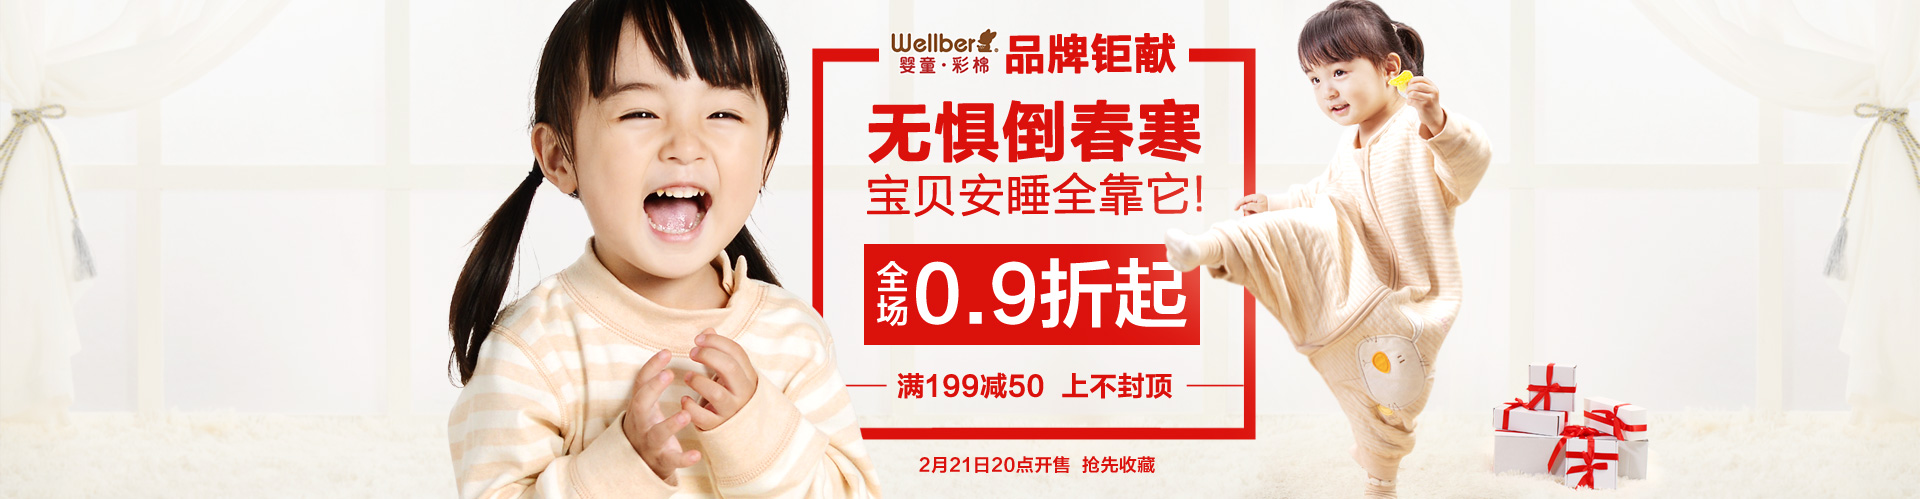 Wellber® 品牌钜献
婴童·彩棉
无惧倒春寒
宝贝安睡全靠它!
全场0.9折起
满199减50 上不封顶
2月21日20点开售 抢先收藏